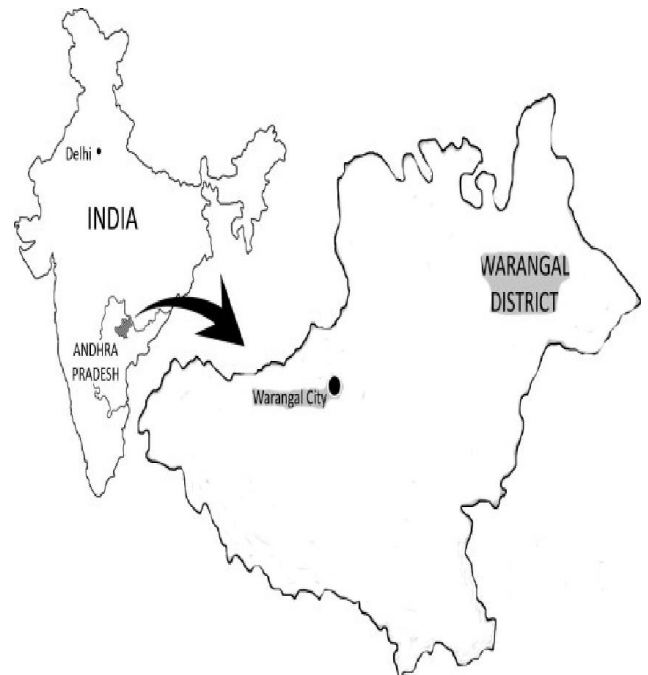 Delhi
INDIA
ANDHRA
PRADESH
WARANGAL
DISTRICT
Warangal City